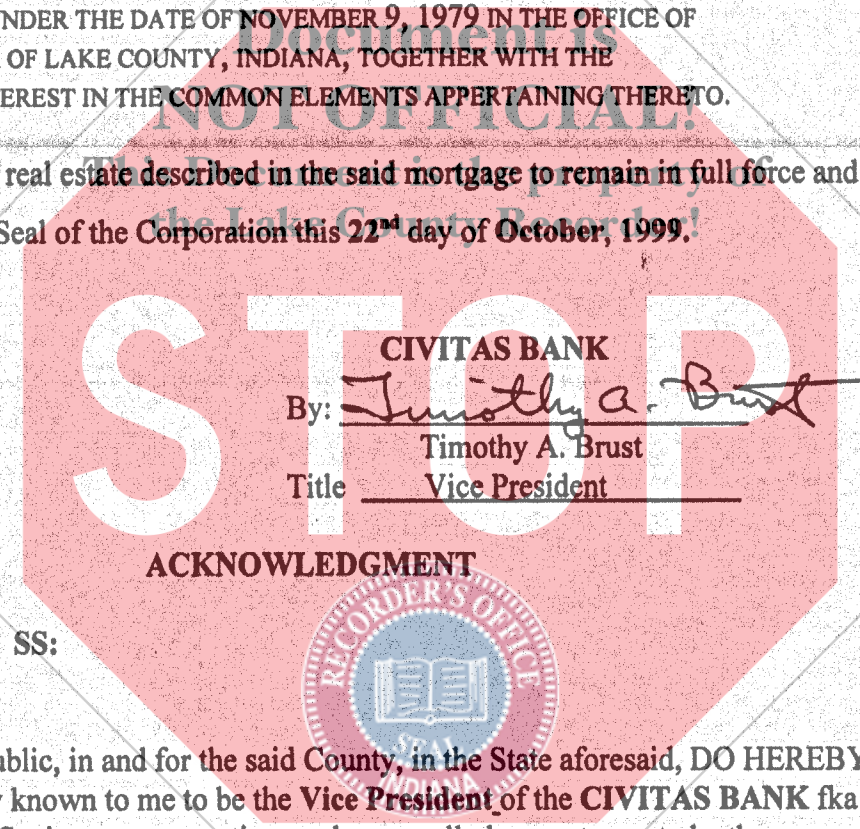 NDER THE DATE OF NOVEMBER 9, 1979 IN THE OFFICE OF
Document is
OF LAKE COUNTY, INDIANA, TOGETHER WITH THE
EREST IN THE COMMON ELEMENTS APPERTAINING THERETO.
NOT OFFICIAL!
This Document is the property of
real estate described in the said mortgage to remain in full force and
the Lake County Recorder!
Seal of the Corporation this 22nd day of October, 1999.
STOP
CIVITAS BANK
By: Timothy A. Brust
Timothy A. Brust
Title Vice President
ACKNOWLEDGMENT
RECORDER'S OFFICE
SS:
SEAL
INDIANA
ublic, in and for the said County, in the State aforesaid, DO HEREBY
known to me to be the Vice President of the CIVITAS BANK fka